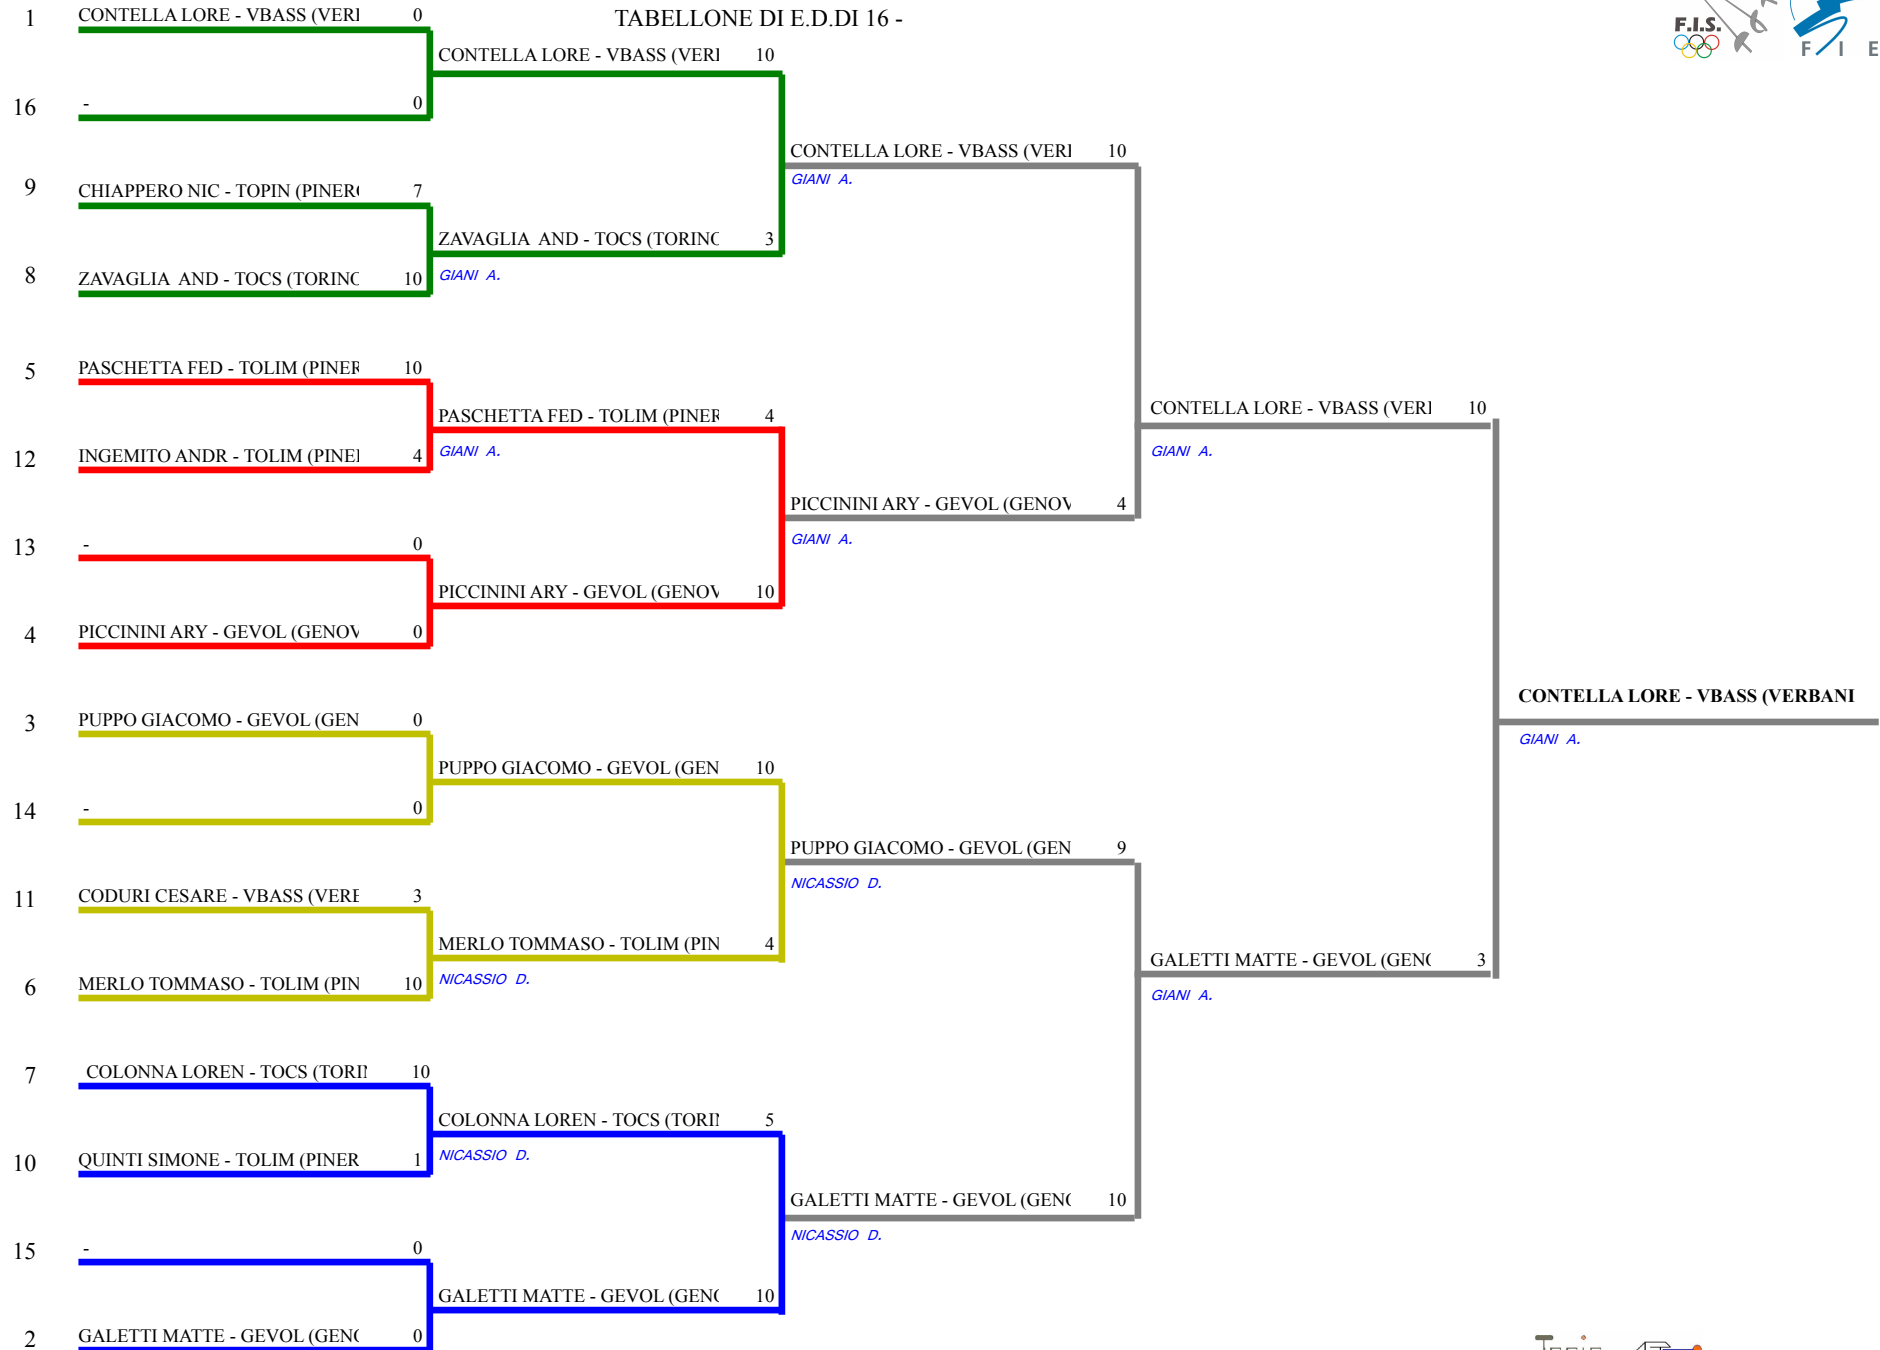 TABELLONE DI E.D.DI 16 -
F.I.S.
F I E
1 CONTELLA LORE - VBASS (VERI 0
CONTELLA LORE - VBASS (VERI 10
16 - 0
CONTELLA LORE - VBASS (VERI 10
GIANI A.
9 CHIAPPERO NIC - TOPIN (PINER 7
ZAVAGLIA AND - TOCS (TORINC 3
GIANI A.
8 ZAVAGLIA AND - TOCS (TORINC 10
5 PASCHETTA FED - TOLIM (PINER 10
PASCHETTA FED - TOLIM (PINER 4
GIANI A.
CONTELLA LORE - VBASS (VERI 10
GIANI A.
12 INGEMITO ANDR - TOLIM (PINEI 4
PICCININI ARY - GEVOL (GENOV 4
GIANI A.
13 - 0
PICCININI ARY - GEVOL (GENOV 10
4 PICCININI ARY - GEVOL (GENOV 0
CONTELLA LORE - VBASS (VERBANI
GIANI A.
3 PUPPO GIACOMO - GEVOL (GEN 0
PUPPO GIACOMO - GEVOL (GEN 10
14 - 0
PUPPO GIACOMO - GEVOL (GEN 9
NICASSIO D.
11 CODURI CESARE - VBASS (VERE 3
MERLO TOMMASO - TOLIM (PIN 4
NICASSIO D.
GALETTI MATTE - GEVOL (GEN( 3
GIANI A.
6 MERLO TOMMASO - TOLIM (PIN 10
7 COLONNA LOREN - TOCS (TORIN 10
COLONNA LOREN - TOCS (TORIN 5
NICASSIO D.
10 QUINTI SIMONE - TOLIM (PINER 1
GALETTI MATTE - GEVOL (GEN( 10
NICASSIO D.
15 - 0
GALETTI MATTE - GEVOL (GEN( 10
2 GALETTI MATTE - GEVOL (GEN( 0